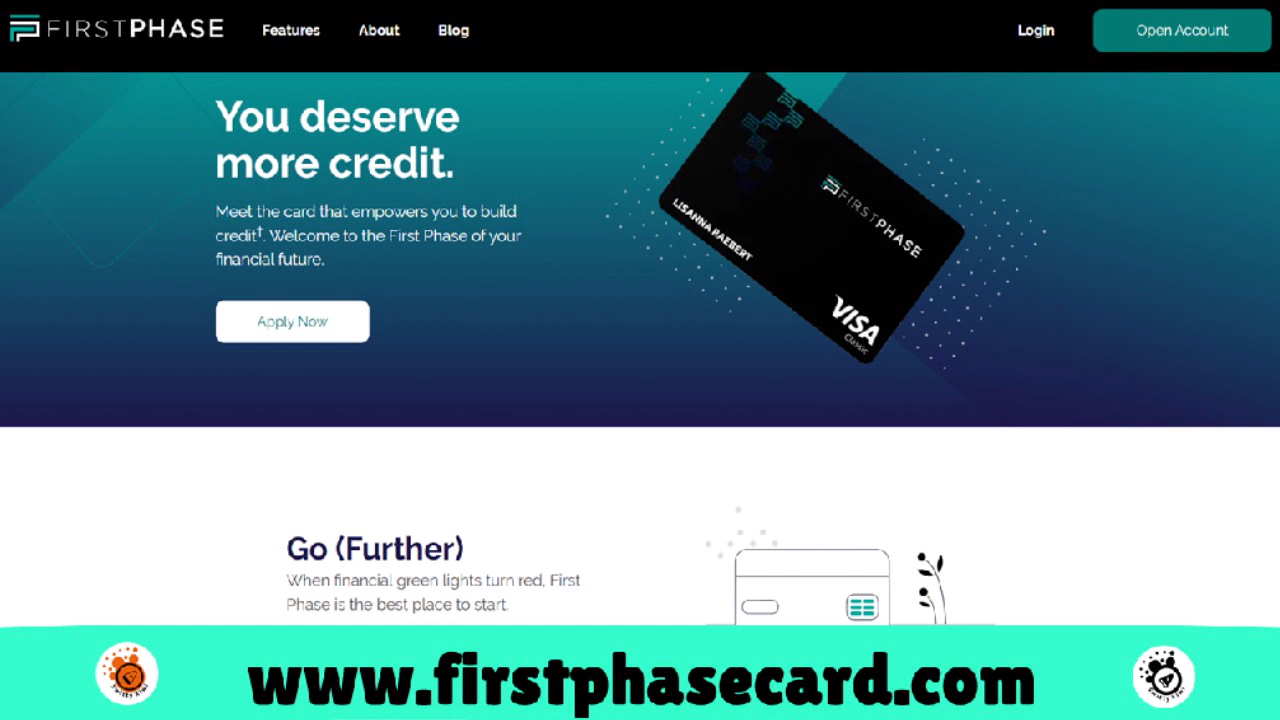 FIRSTPHASE
Features
About
Blog
Login
Open Account
You deserve
more credit.
Meet the card that empowers you to build
credit†. Welcome to the First Phase of your
financial future.
Apply Now
FIRSTPHASE
LISANNA RAEBERT
VISA
Classic
Go (Further)
When financial green lights turn red, First
Phase is the best place to start.
www.firstphasecard.com